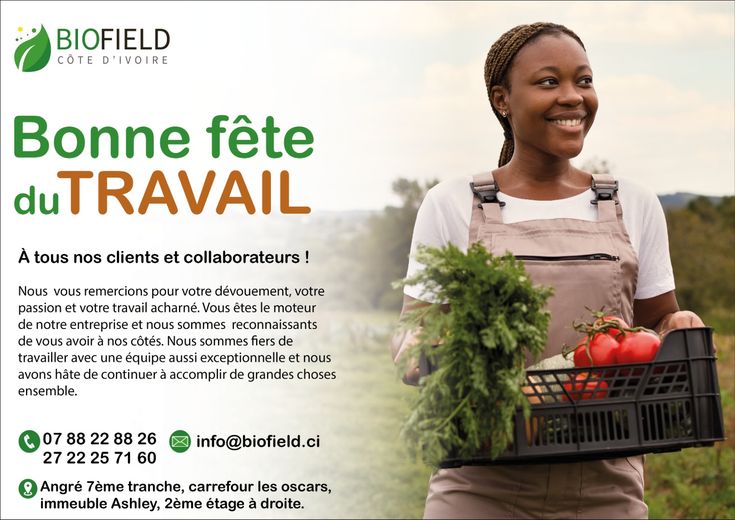 BIOFIELD
CÔTE D'IVOIRE
Bonne fête
du TRAVAIL
À tous nos clients et collaborateurs !
Nous vous remercions pour votre dévouement, votre
passion et votre travail acharné. Vous êtes le moteur
de notre entreprise et nous sommes reconnaissants
de vous avoir à nos côtés. Nous sommes fiers de
travailler avec une équipe aussi exceptionnelle et nous
avons hâte de continuer à accomplir de grandes choses
ensemble.
07 88 22 88 26
27 22 25 71 60
info@biofield.ci
Angré 7ème tranche, carrefour les oscars,
immeuble Ashley, 2ème étage à droite.